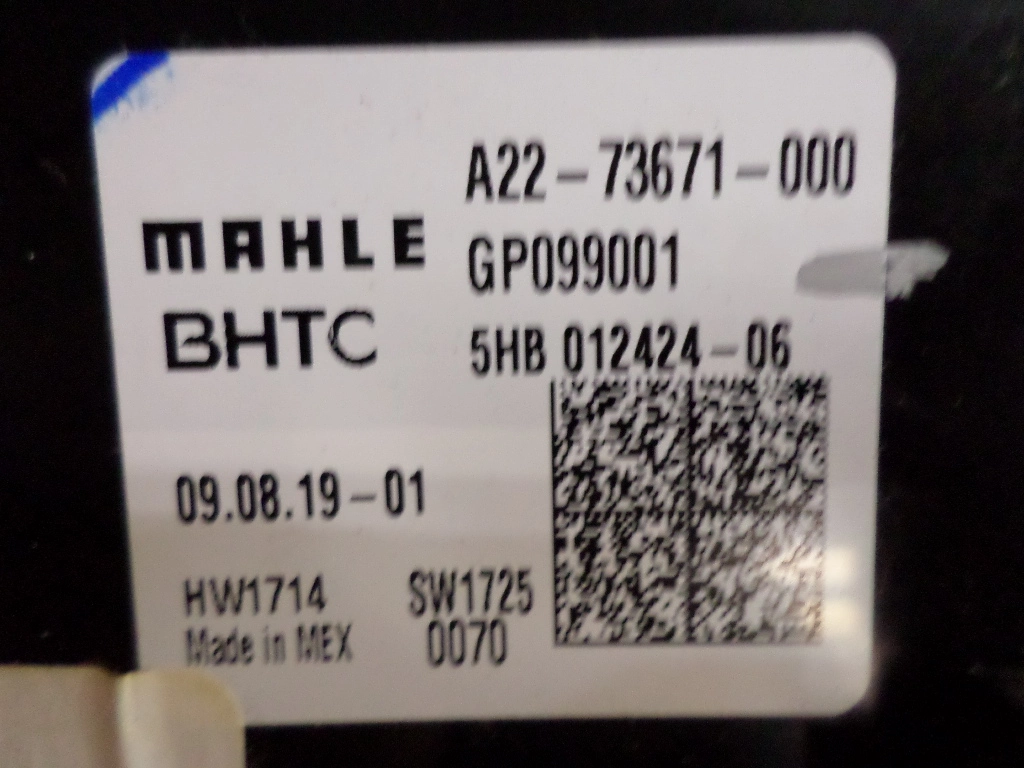 A22-73671-000
MAHLE
GP099001
BHTC
5HB 012424-06
09.08.19-01
HW1714 SW1725
Made in MEX 0070